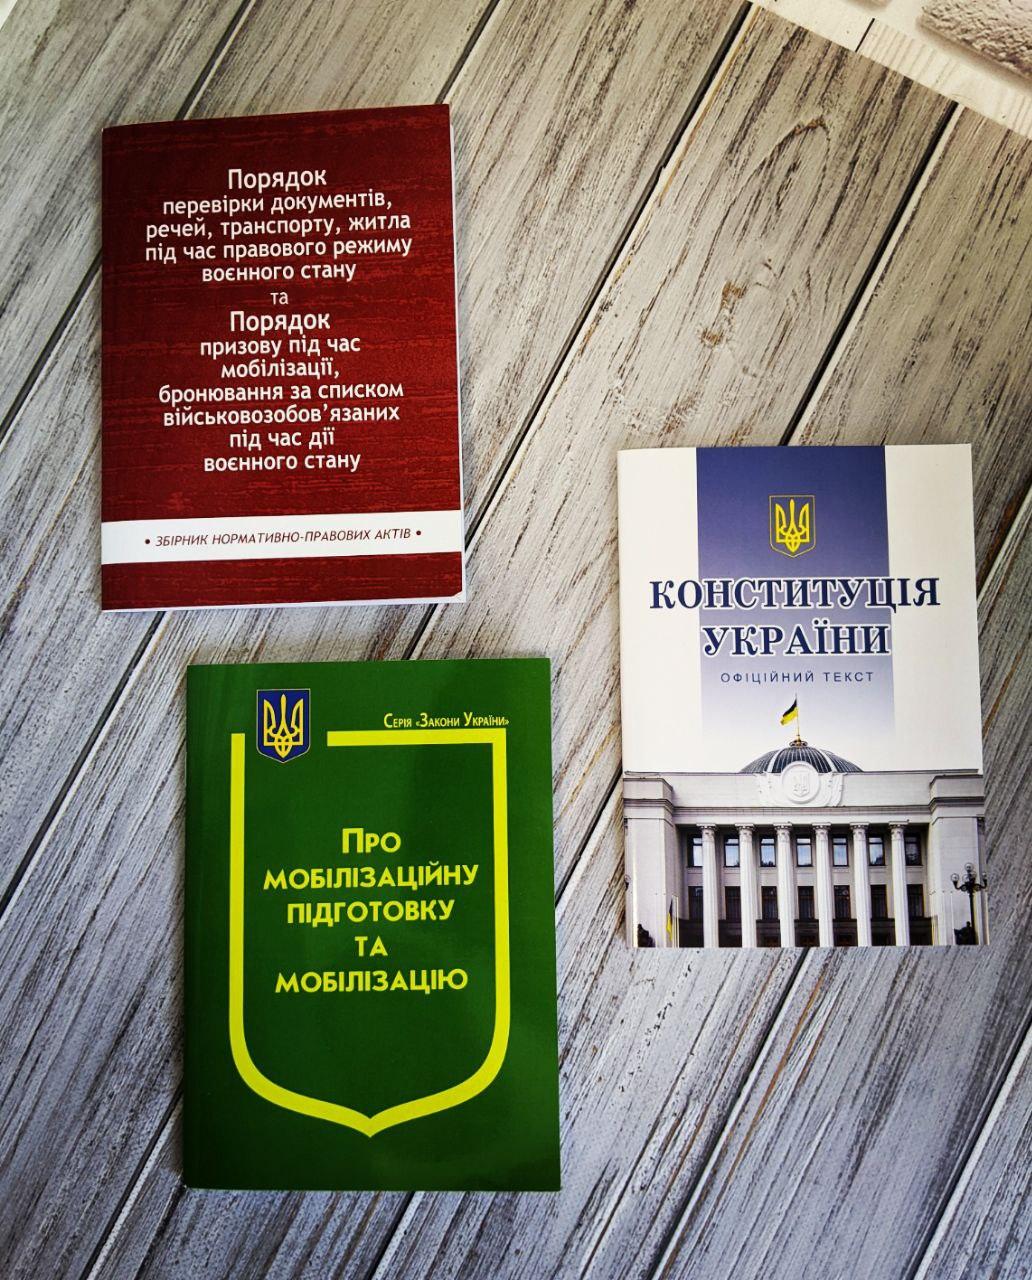 Порядок
перевірки документів,
речей, транспорту, житла
під час правового режиму
воєнного стану
та
Порядок
призову під час
мобілізації,
бронювання за списком
військовозобов'язаних
під час дії
воєнного стану
• ЗБІРНИК НОРМАТИВНО-ПРАВОВИХ АКТІВ •
КОНСТИТУЦІЯ
УКРАЇНИ
ОФІЦІЙНИЙ ТЕКСТ
Серія «Закони України»
Про
мобілізаційну
підготовку
та
мобілізацію